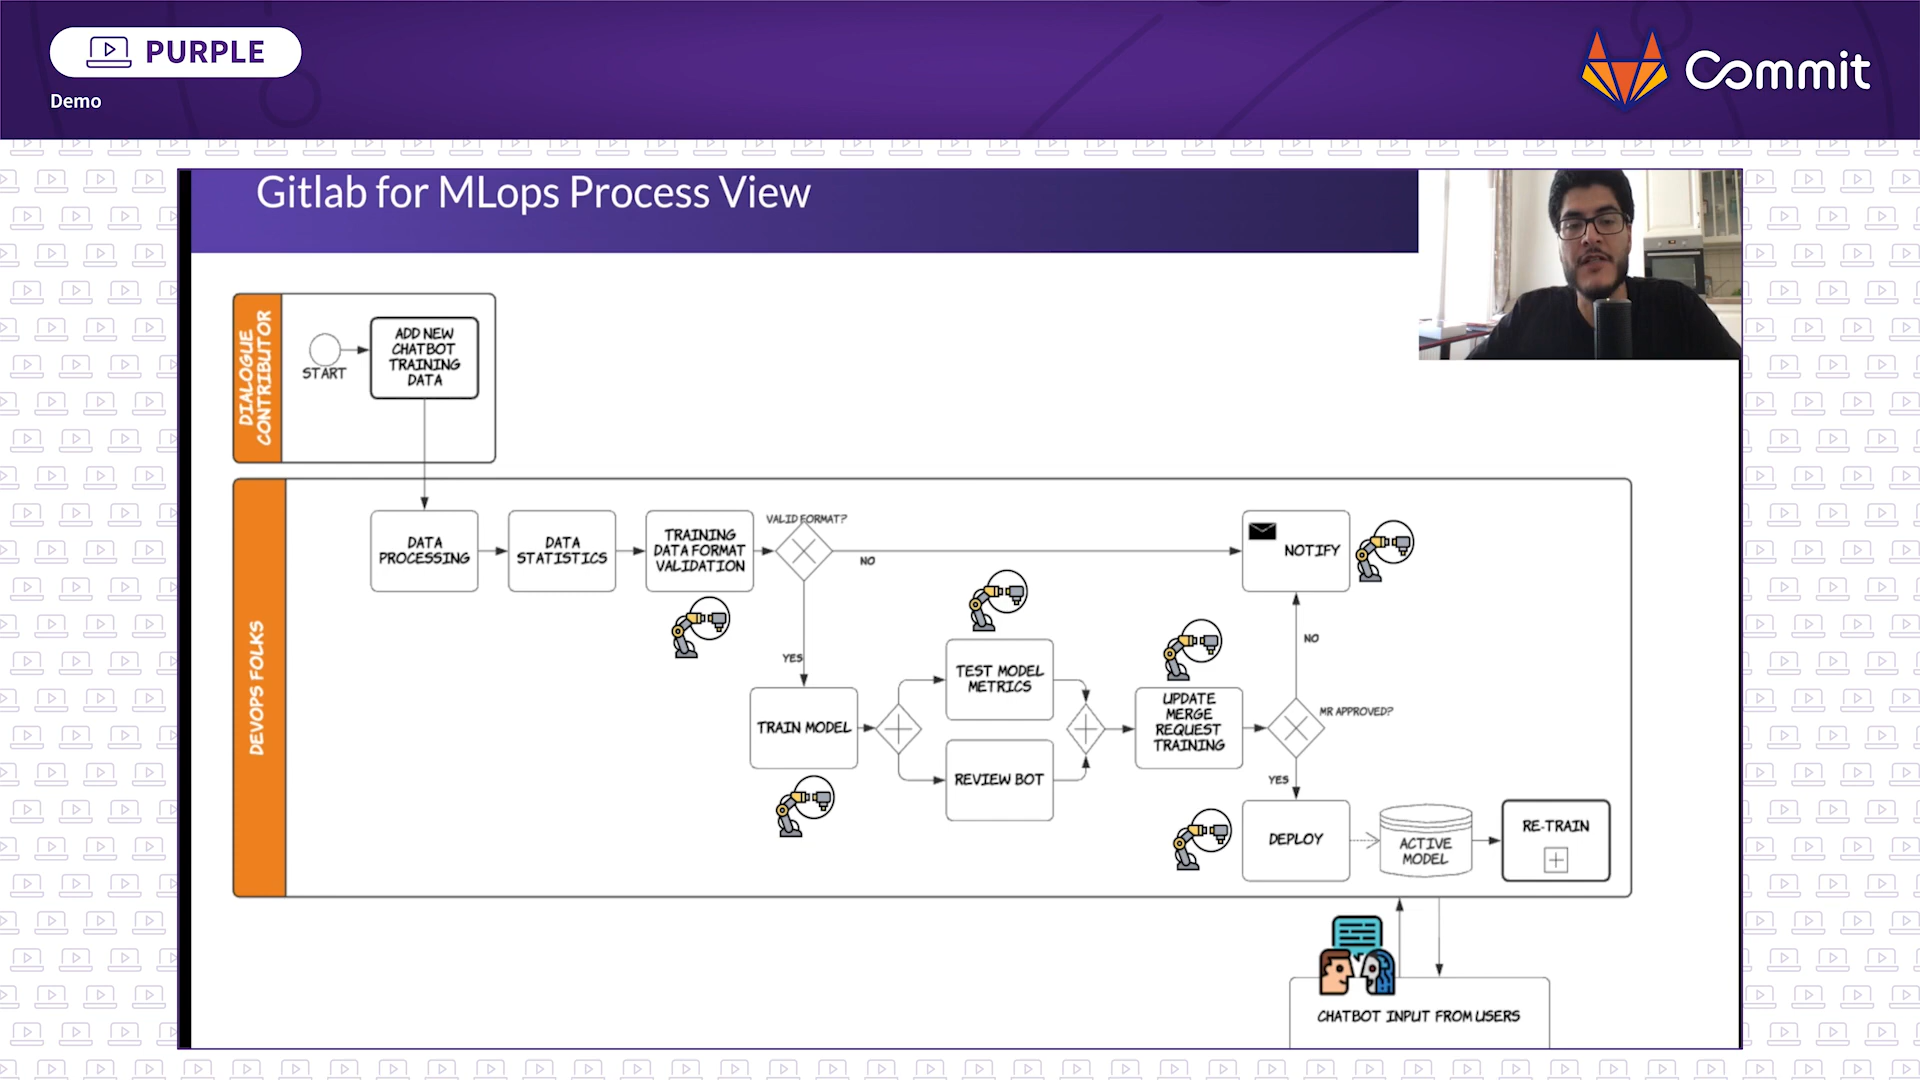 PURPLE
Demo
Commit
Gitlab for MLops Process View
DIALOGUE
CONTRIBUTOR
START
ADD NEW
CHATBOT
TRAINING
DATA
DEVOPS FOLKS
DATA
PROCESSING
DATA
STATISTICS
TRAINING
DATA FORMAT
VALIDATION
VALID FORMAT?
NO
NOTIFY
YES
TRAIN MODEL
TEST MODEL
METRICS
REVIEW BOT
UPDATE
MERGE
REQUEST
TRAINING
NO
MR APPROVED?
YES
DEPLOY
ACTIVE
MODEL
RE-TRAIN
CHATBOT INPUT FROM USERS